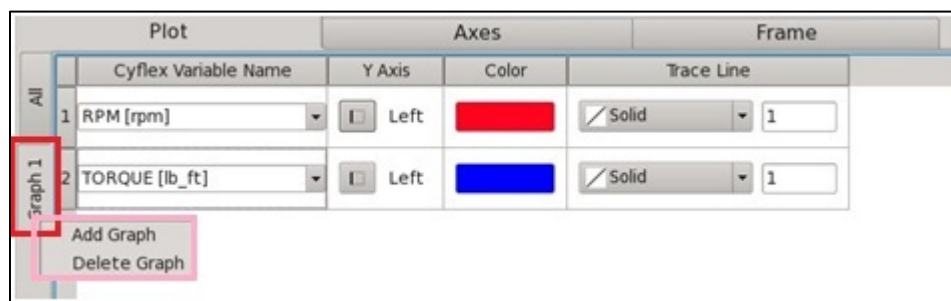 Plot Axes Frame
Cyflex Variable Name Y Axis Color Trace Line
All
1 RPM [rpm] Left Solid 1
Graph 1
2 TORQUE [lb_ft] Left Solid 1
Add Graph
Delete Graph